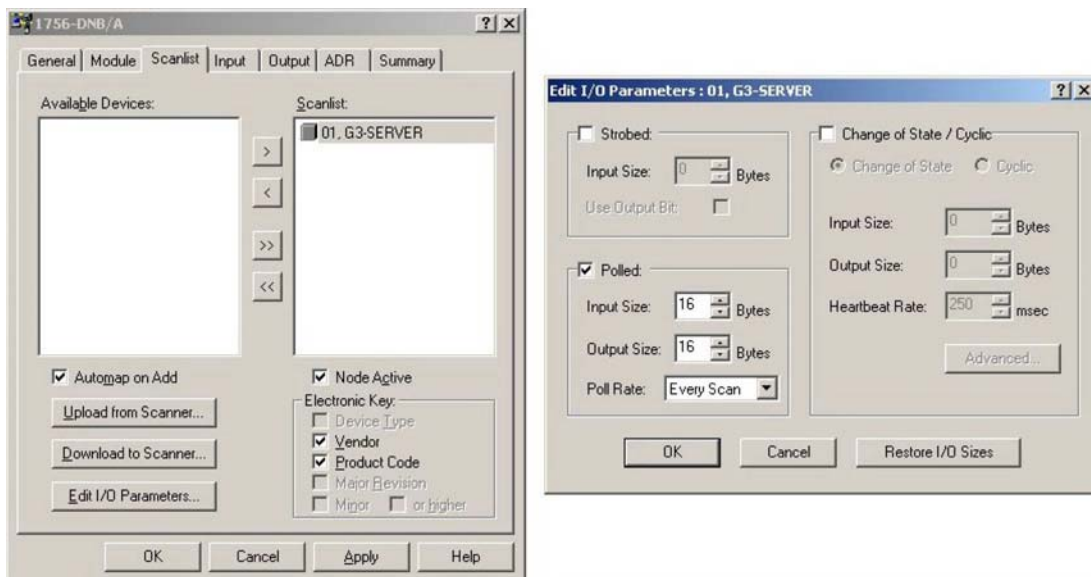 1756-DNB/A
General Module Scanlist Input Output ADR Summary
Available Devices:
Scanlist:
01, G3-SERVER
>
<
>>
<<
Automap on Add
Node Active
Upload from Scanner...
Download to Scanner...
Edit I/O Parameters...
Electronic Key:
Device Type
Vendor
Product Code
Major Revision
Minor or higher
OK Cancel Apply Help
Edit I/O Parameters : 01, G3-SERVER
Strobed:
Input Size: 0 Bytes
Use Output Bit:
Polled:
Input Size: 16 Bytes
Output Size: 16 Bytes
Poll Rate: Every Scan
Change of State / Cyclic
Change of State Cyclic
Input Size: 0 Bytes
Output Size: 0 Bytes
Heartbeat Rate: 250 msec
Advanced...
OK Cancel Restore I/O Sizes